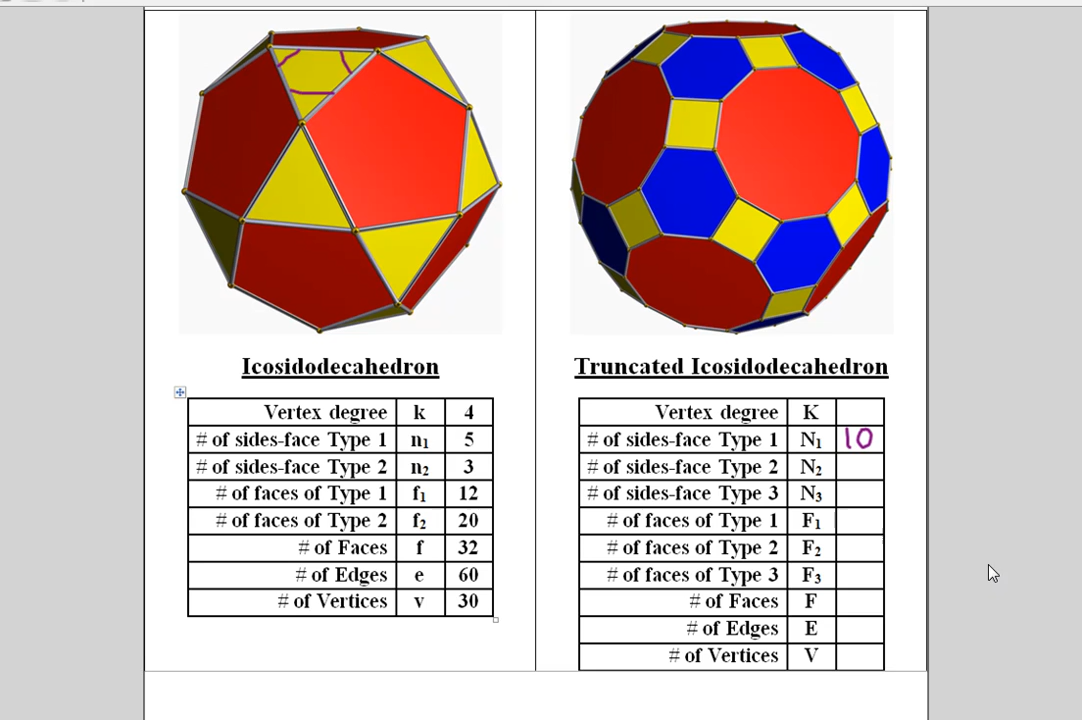 Icosidodecahedron
Vertex degree k 4
# of sides-face Type 1 n₁ 5
# of sides-face Type 2 n₂ 3
# of faces of Type 1 f₁ 12
# of faces of Type 2 f₂ 20
# of Faces f 32
# of Edges e 60
# of Vertices v 30
Truncated Icosidodecahedron
Vertex degree K
# of sides-face Type 1 N₁ 10
# of sides-face Type 2 N₂
# of sides-face Type 3 N₃
# of faces of Type 1 F₁
# of faces of Type 2 F₂
# of faces of Type 3 F₃
# of Faces F
# of Edges E
# of Vertices V